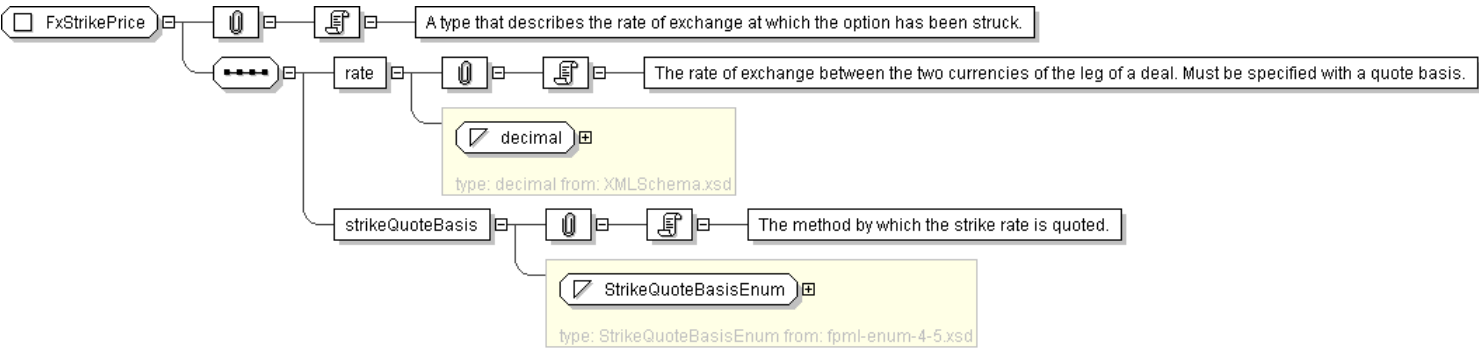 FxStrikePrice
A type that describes the rate of exchange at which the option has been struck.
rate
The rate of exchange between the two currencies of the leg of a deal. Must be specified with a quote basis.
decimal
type: decimal from: XMLSchema.xsd
strikeQuoteBasis
The method by which the strike rate is quoted.
StrikeQuoteBasisEnum
type: StrikeQuoteBasisEnum from: fpml-enum-4-5.xsd